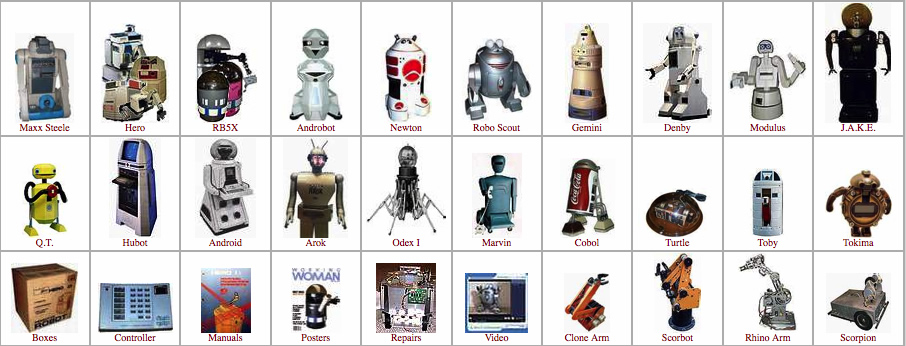 Maxx Steele
Hero
RB5X
Androbot
Newton
Robo Scout
Gemini
Denby
Modulus
J.A.K.E.
Coca-Cola
Q.T.
Hubot
Android
Arok
Odex I
Marvin
Cobol
Turtle
Toby
Tokima
WORKING
WOMAN
Boxes
Controller
Manuals
Posters
Repairs
Video
Clone Arm
Scorbot
Rhino Arm
Scorpion